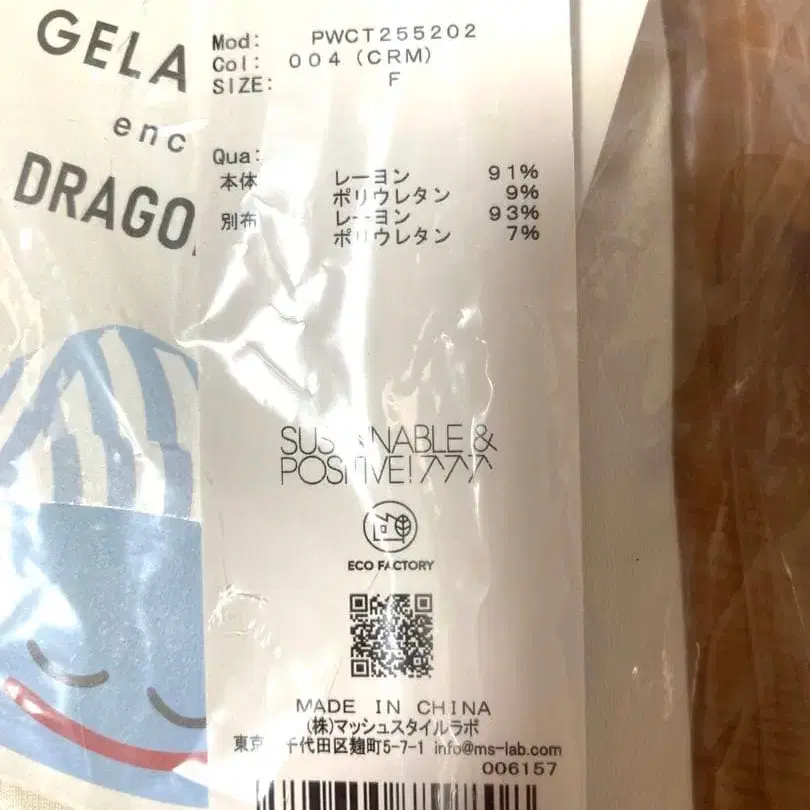 GELA
enc
DRAGO
Mod: PWCT255202
Col: 004 (CRM)
SIZE: F
Qua:
本体 レーヨン 91%
ポリウレタン 9%
別布 レーヨン 93%
ポリウレタン 7%
SUSTAINABLE &
POSITIVE!
ECO FACTORY
MADE IN CHINA
(株)マッシュスタイルラボ
東京 千代田区麹町5-7-1 info@ms-lab.com
006157